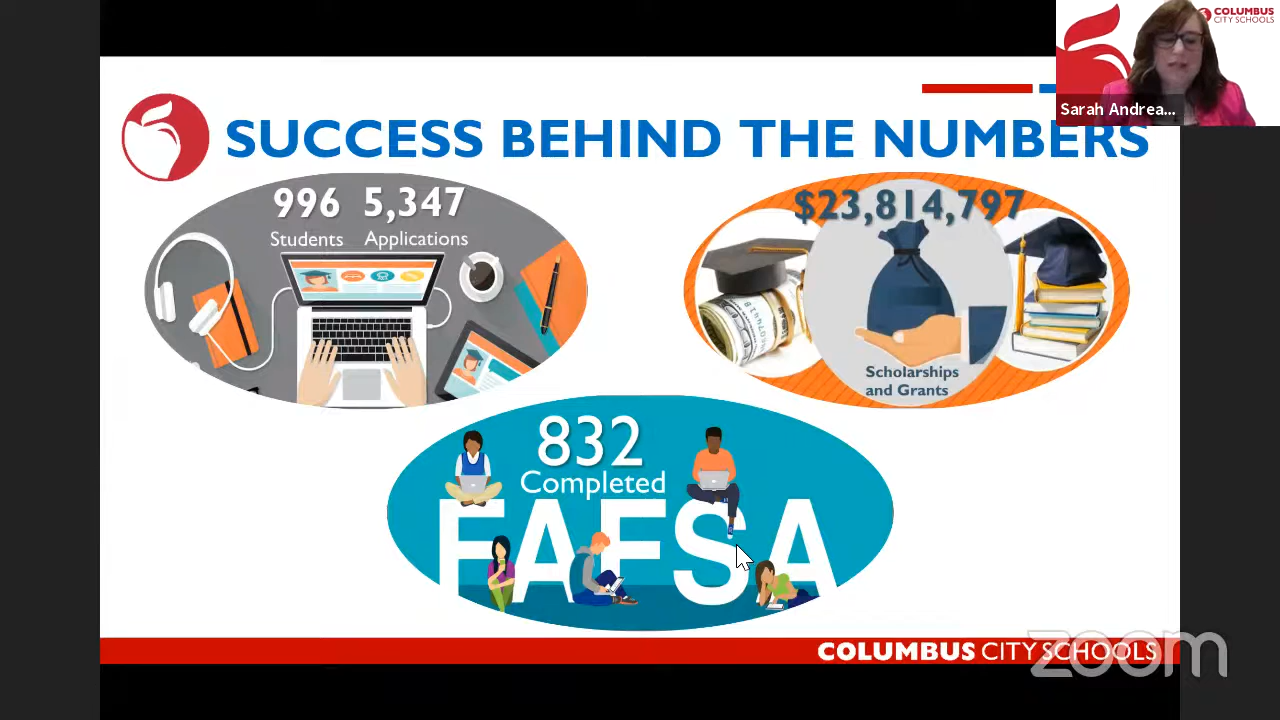 COLUMBUS
CITY SCHOOLS
Sarah Andrea...
SUCCESS BEHIND THE NUMBERS
996 5,347
Students Applications
$23,814,797
Scholarships
and Grants
832
Completed
FAFSA
COLUMBUS CITY SCHOOLS
zoom